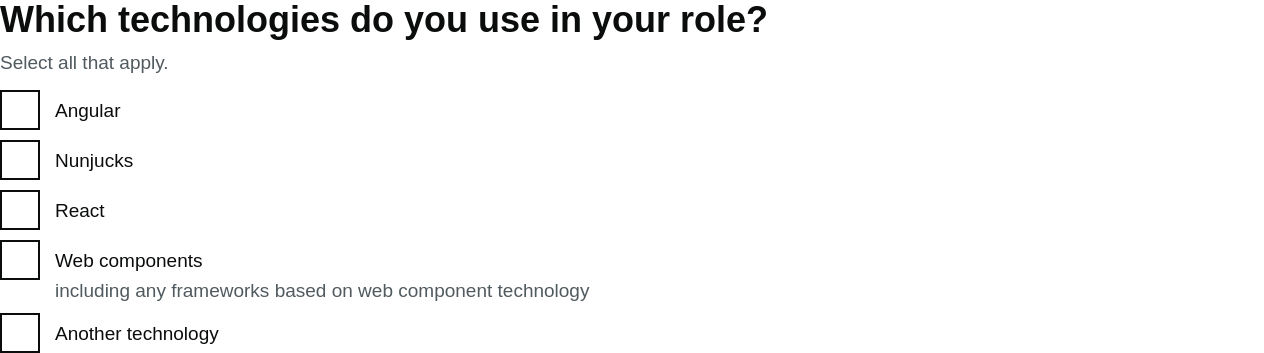 Which technologies do you use in your role?
Select all that apply.
Angular
Nunjucks
React
Web components
including any frameworks based on web component technology
Another technology